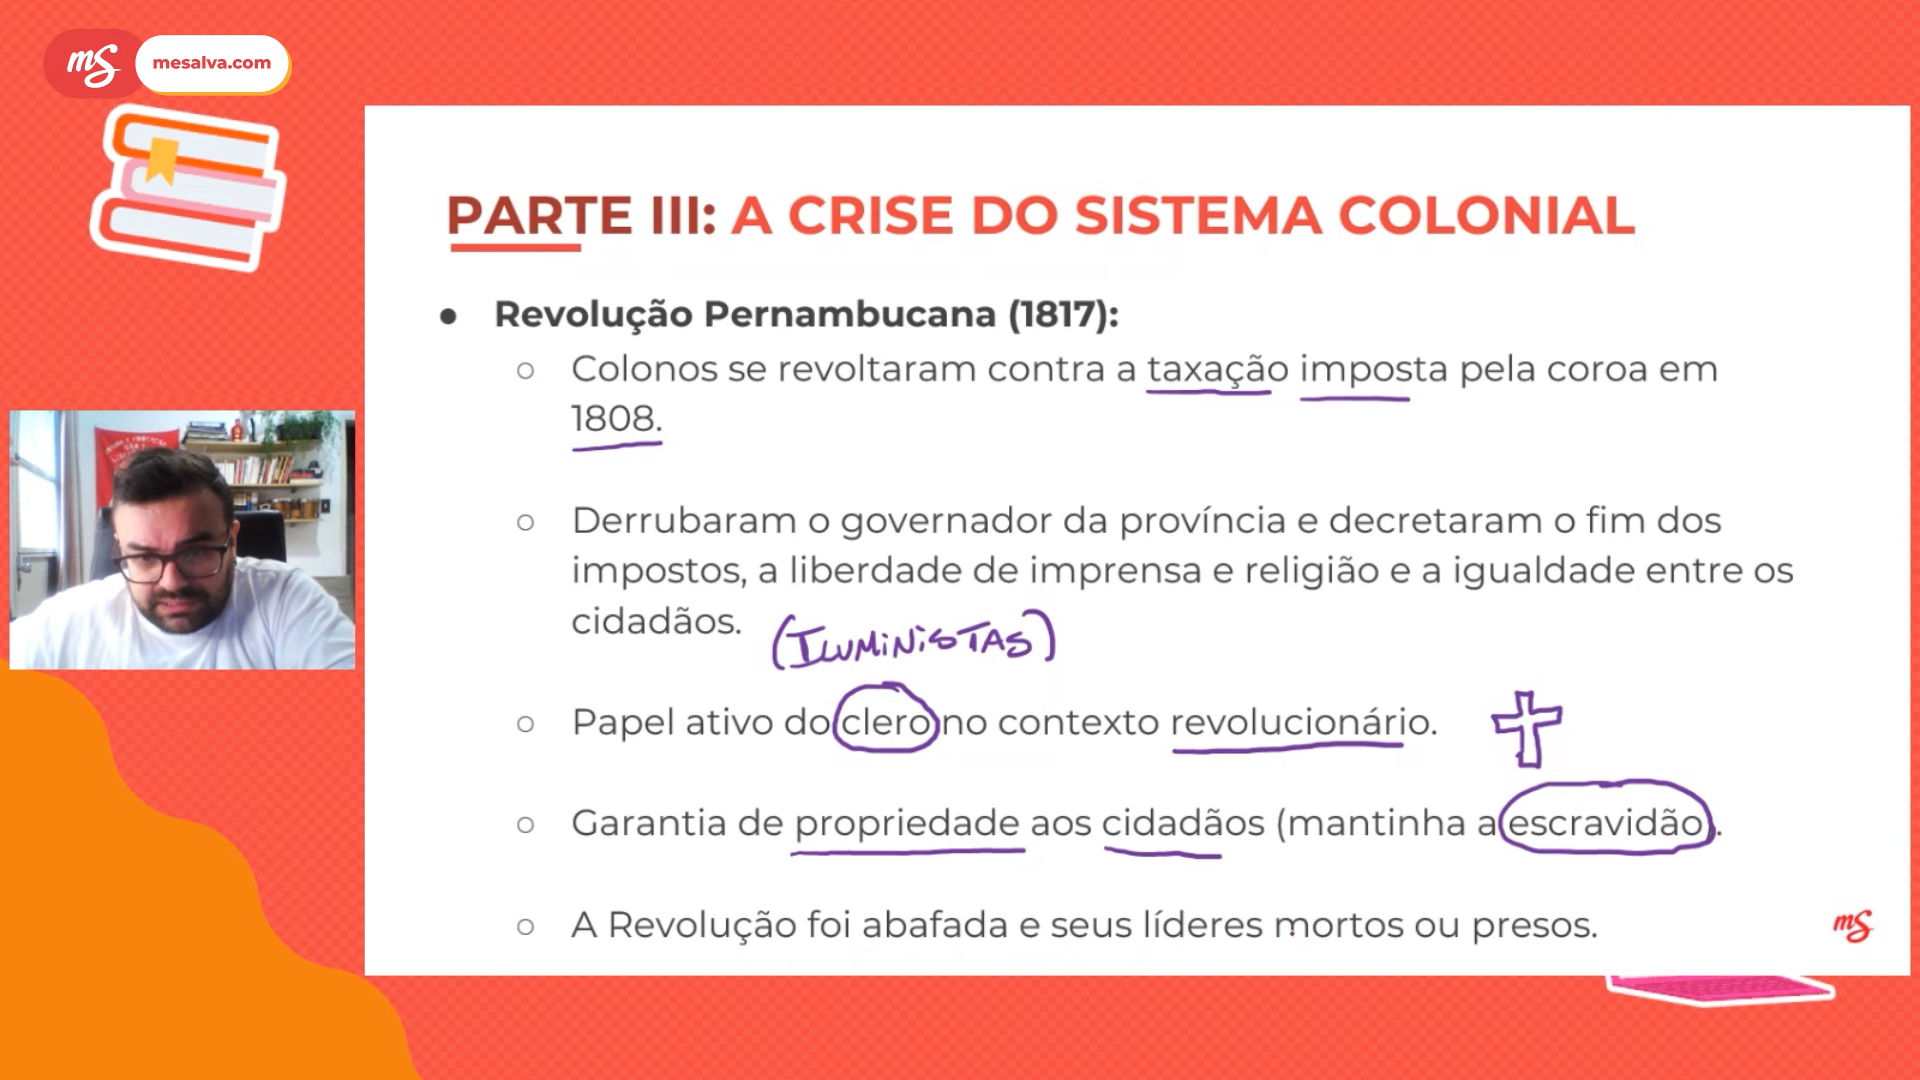 mS mesalva.com
PARTE III: A CRISE DO SISTEMA COLONIAL
● Revolução Pernambucana (1817):
○ Colonos se revoltaram contra a taxação imposta pela coroa em
1808.
○ Derrubaram o governador da província e decretaram o fim dos
impostos, a liberdade de imprensa e religião e a igualdade entre os
cidadãos. (ILUMINISTAS)
○ Papel ativo do clero no contexto revolucionário.
○ Garantia de propriedade aos cidadãos (mantinha a escravidão).
○ A Revolução foi abafada e seus líderes mortos ou presos.
mS